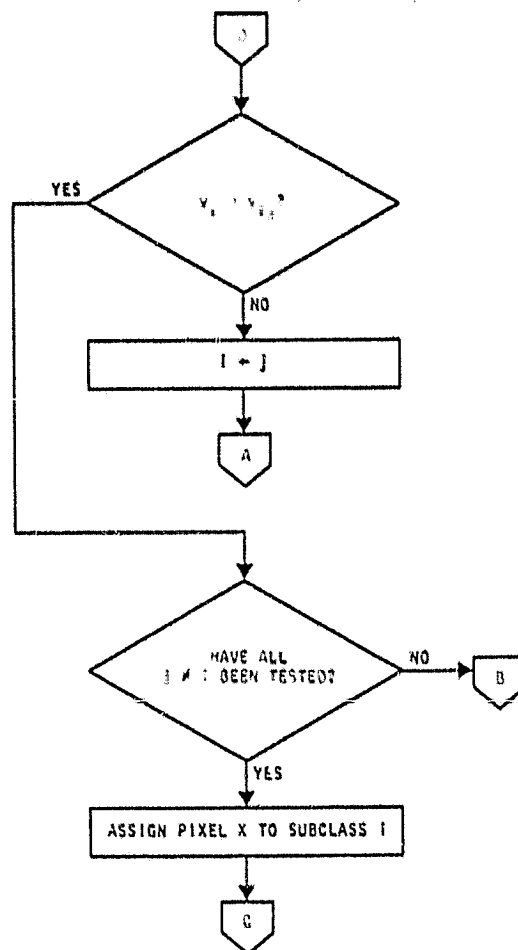 YES
NO
I ← j
A
HAVE ALL
j ≠ i BEEN TESTED?
NO
B
YES
ASSIGN PIXEL X TO SUBCLASS i